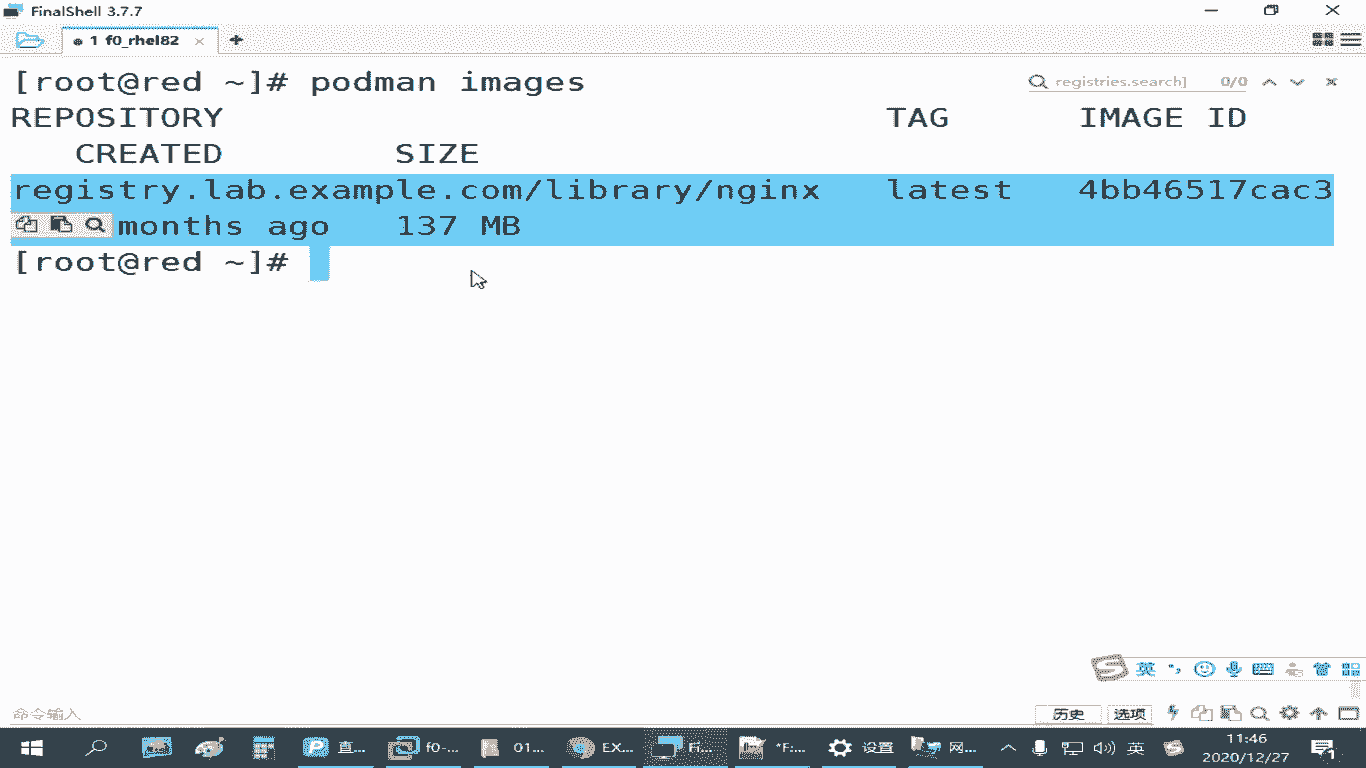 FinalShell 3.7.7
1 f0_rhel82
[root@red ~]# podman images
registries.search]
0/0
REPOSITORY TAG IMAGE ID
CREATED SIZE
registry.lab.example.com/library/nginx latest 4bb46517cac3
months ago 137 MB
[root@red ~]#
英
命令输入
历史 选项
直... f0-... 01... EX... Fi... *F:... 设置 网... 英
11:46
2020/12/27